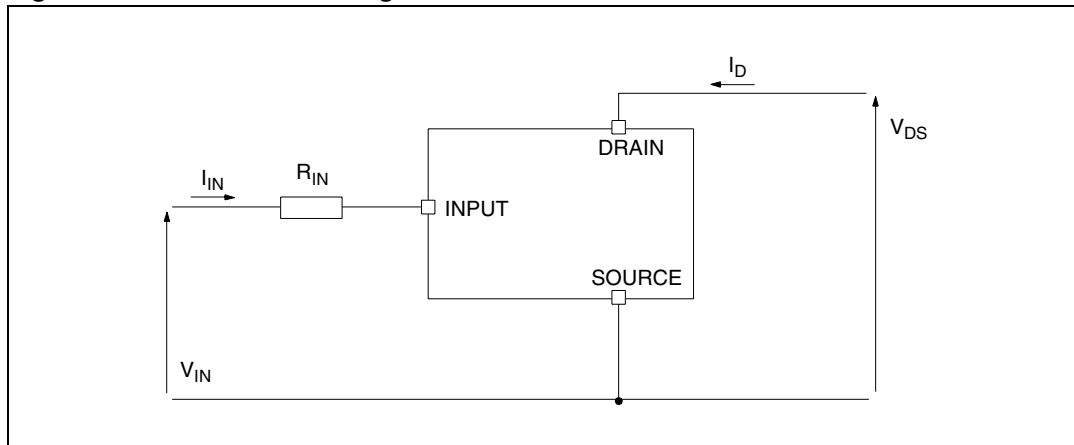 I_D
V_DS
DRAIN
R_IN
I_IN
INPUT
SOURCE
V_IN